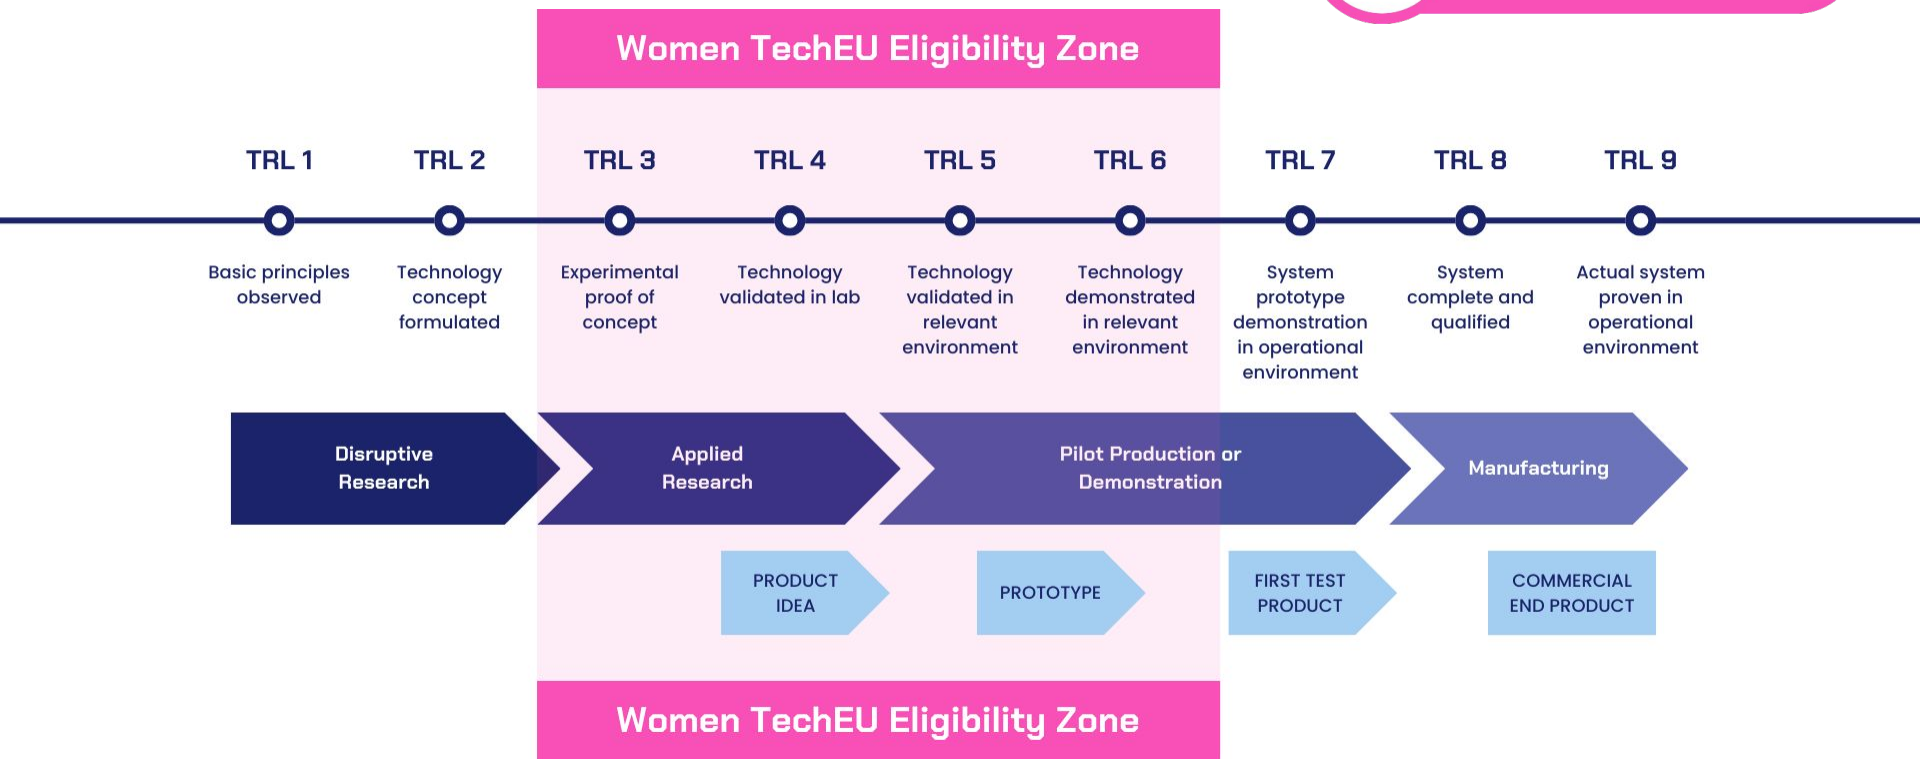 Women TechEU Eligibility Zone
TRL 1
TRL 2
TRL 3
TRL 4
TRL 5
TRL 6
TRL 7
TRL 8
TRL 9
Basic principles
observed
Technology
concept
formulated
Experimental
proof of
concept
Technology
validated in lab
Technology
validated in
relevant
environment
Technology
demonstrated
in relevant
environment
System
prototype
demonstration
in operational
environment
System
complete and
qualified
Actual system
proven in
operational
environment
Disruptive
Research
Applied
Research
Pilot Production or
Demonstration
Manufacturing
PRODUCT
IDEA
PROTOTYPE
FIRST TEST
PRODUCT
COMMERCIAL
END PRODUCT
Women TechEU Eligibility Zone